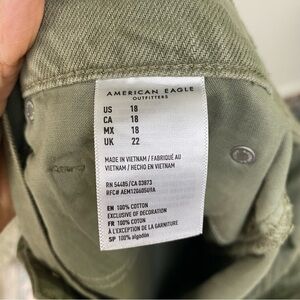 AMERICAN EAGLE
OUTFITTERS
US 18
CA 18
MX 18
UK 22
MADE IN VIETNAM / FABRIQUÉ AU
VIETNAM / HECHO EN VIETNAM
RN 54485/CA 03873
EN 100% COTTON
EXCLUSIVE OF DECORATION
FR 100% COTON
À L'EXCEPTION DE LA GARNITURE
SP 100% algodón